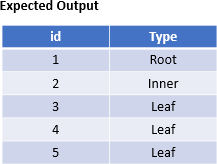 Expected Output
id Type
1 Root
2 Inner
3 Leaf
4 Leaf
5 Leaf